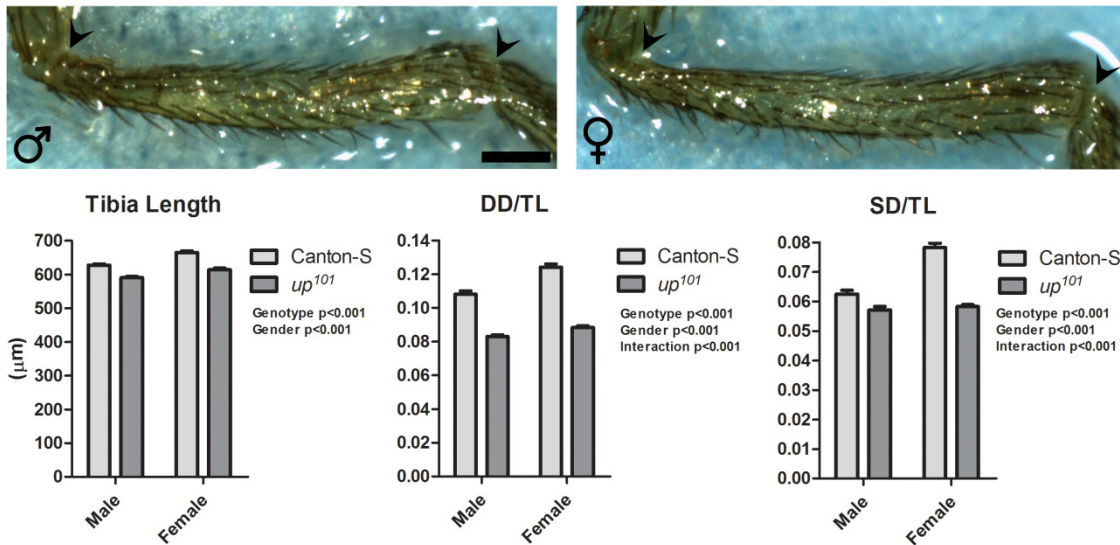 ♂
♀
Tibia Length
700
600
500
400
300
200
100
0
(μm)
Male
Female
Canton-S
up¹⁰¹
Genotype p<0.001
Gender p<0.001
DD/TL
0.14
0.12
0.10
0.08
0.06
0.04
0.02
0.00
Male
Female
Canton-S
up¹⁰¹
Genotype p<0.001
Gender p<0.001
Interaction p<0.001
SD/TL
0.08
0.07
0.06
0.05
0.04
0.03
0.02
0.01
0.00
Male
Female
Canton-S
up¹⁰¹
Genotype p<0.001
Gender p<0.001
Interaction p<0.001